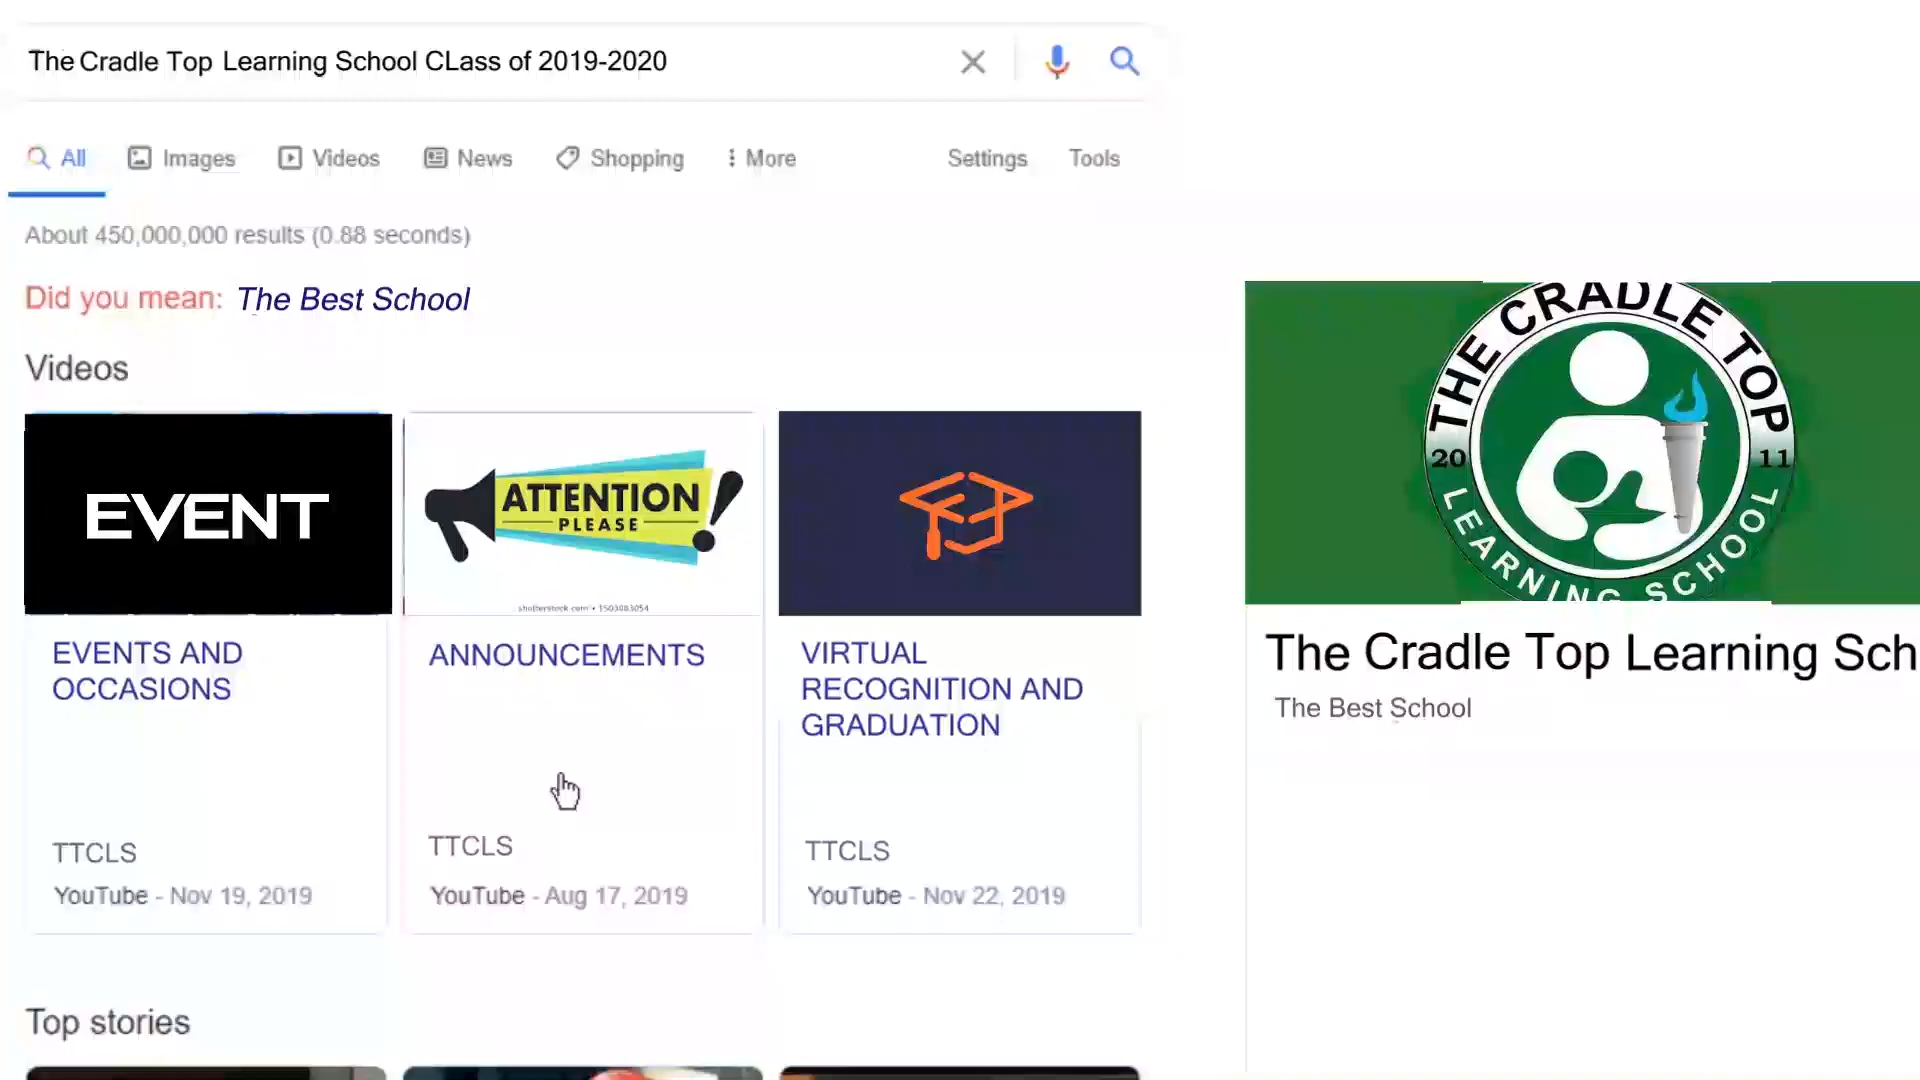 The Cradle Top Learning School CLass of 2019-2020
All Images Videos News Shopping More Settings Tools
About 450,000,000 results (0.88 seconds)
Did you mean: The Best School
Videos
EVENT
ATTENTION
PLEASE
shutterstock.com • 1503083054
EVENTS AND
OCCASIONS
TTCLS
YouTube - Nov 19, 2019
ANNOUNCEMENTS
TTCLS
YouTube - Aug 17, 2019
VIRTUAL
RECOGNITION AND
GRADUATION
TTCLS
YouTube - Nov 22, 2019
Top stories
THE CRADLE TOP
20 11
LEARNING SCHOOL
The Cradle Top Learning Sch
The Best School